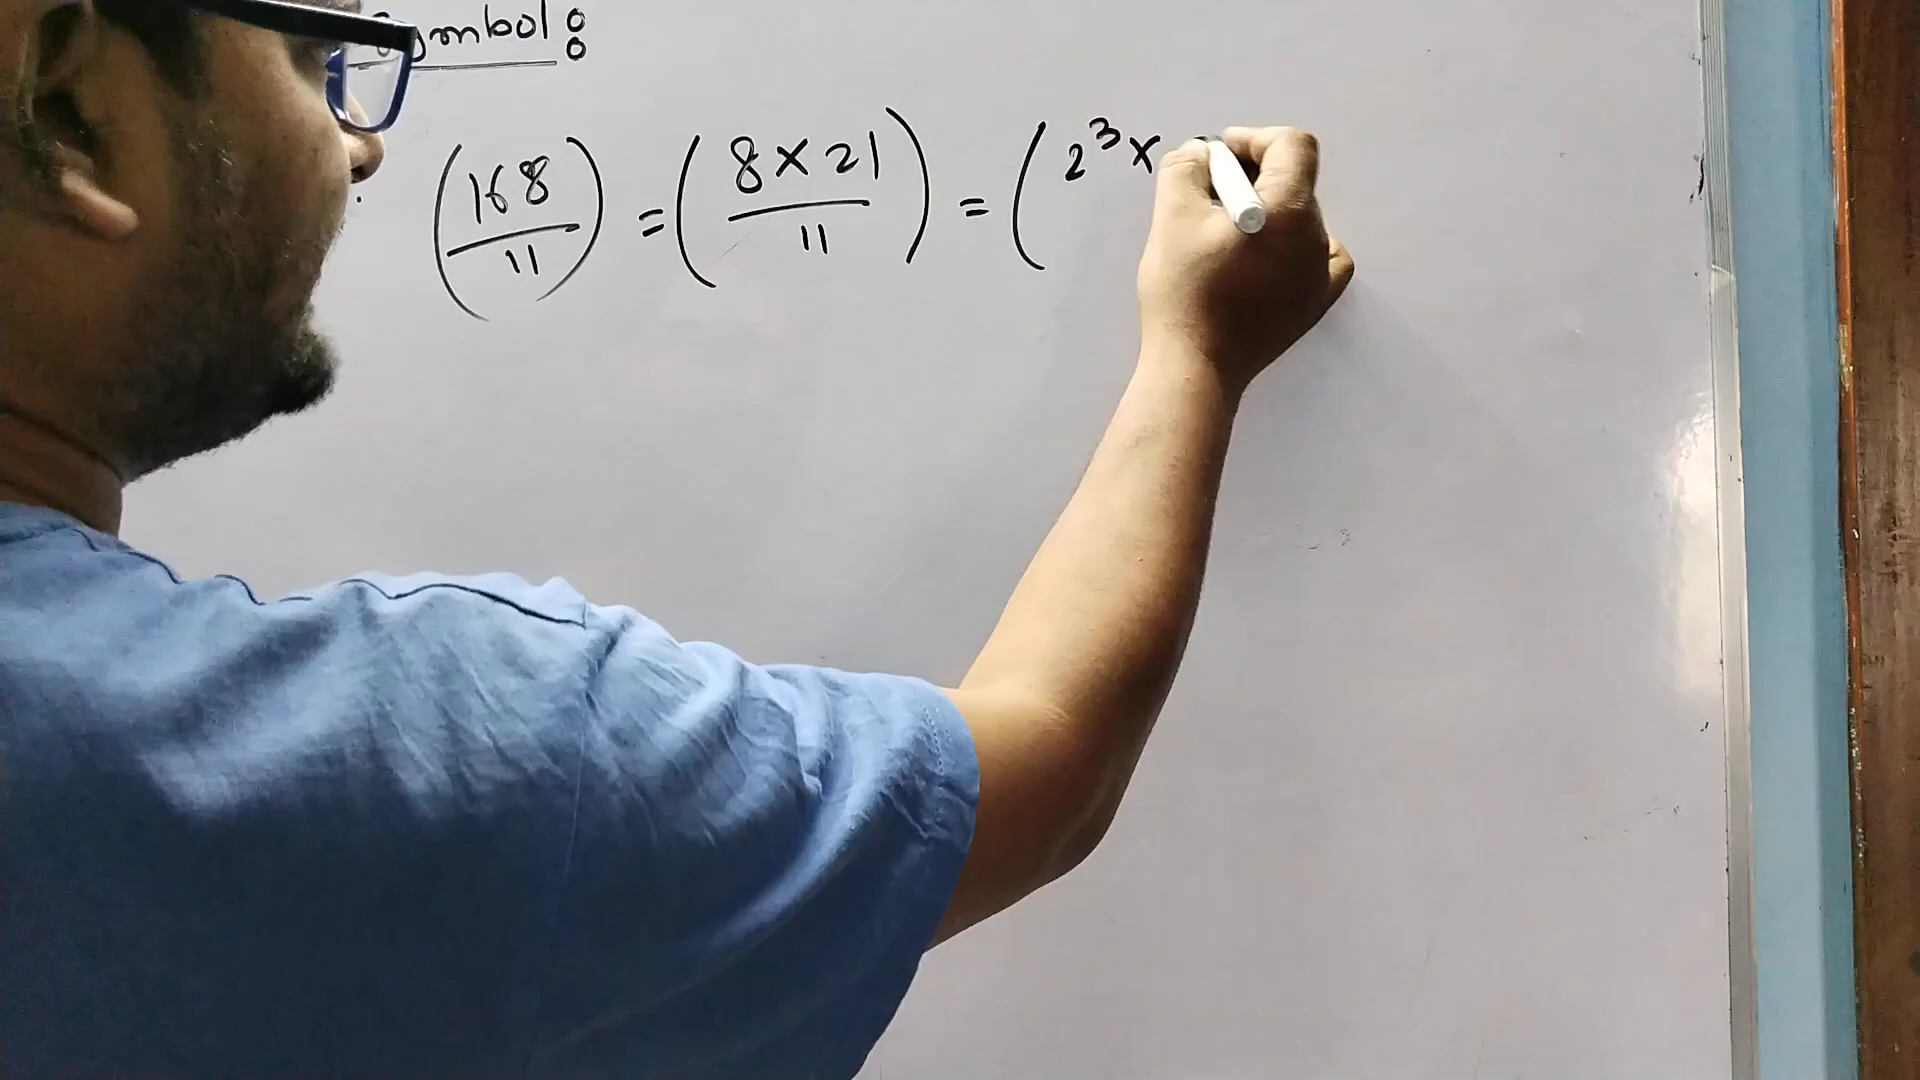 symbol:
(168/11) = (8×21/11) = (2³×